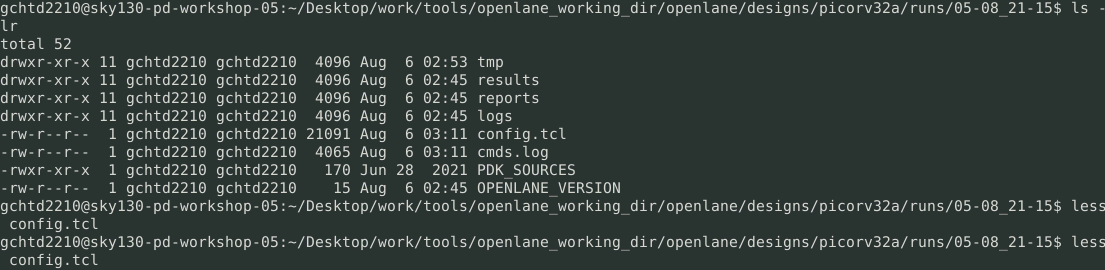 gchtd2210@sky130-pd-workshop-05:~/Desktop/work/tools/openlane_working_dir/openlane/designs/picorv32a/runs/05-08_21-15$ ls -
lr
total 52
drwxr-xr-x 11 gchtd2210 gchtd2210  4096 Aug  6 02:53 tmp
drwxr-xr-x 11 gchtd2210 gchtd2210  4096 Aug  6 02:45 results
drwxr-xr-x 11 gchtd2210 gchtd2210  4096 Aug  6 02:45 reports
drwxr-xr-x 11 gchtd2210 gchtd2210  4096 Aug  6 02:45 logs
-rw-r--r--  1 gchtd2210 gchtd2210 21091 Aug  6 03:11 config.tcl
-rw-r--r--  1 gchtd2210 gchtd2210  4065 Aug  6 03:11 cmds.log
-rwxr-xr-x  1 gchtd2210 gchtd2210   170 Jun 28  2021 PDK_SOURCES
-rw-r--r--  1 gchtd2210 gchtd2210    15 Aug  6 02:45 OPENLANE_VERSION
gchtd2210@sky130-pd-workshop-05:~/Desktop/work/tools/openlane_working_dir/openlane/designs/picorv32a/runs/05-08_21-15$ less
 config.tcl
gchtd2210@sky130-pd-workshop-05:~/Desktop/work/tools/openlane_working_dir/openlane/designs/picorv32a/runs/05-08_21-15$ less
 config.tcl